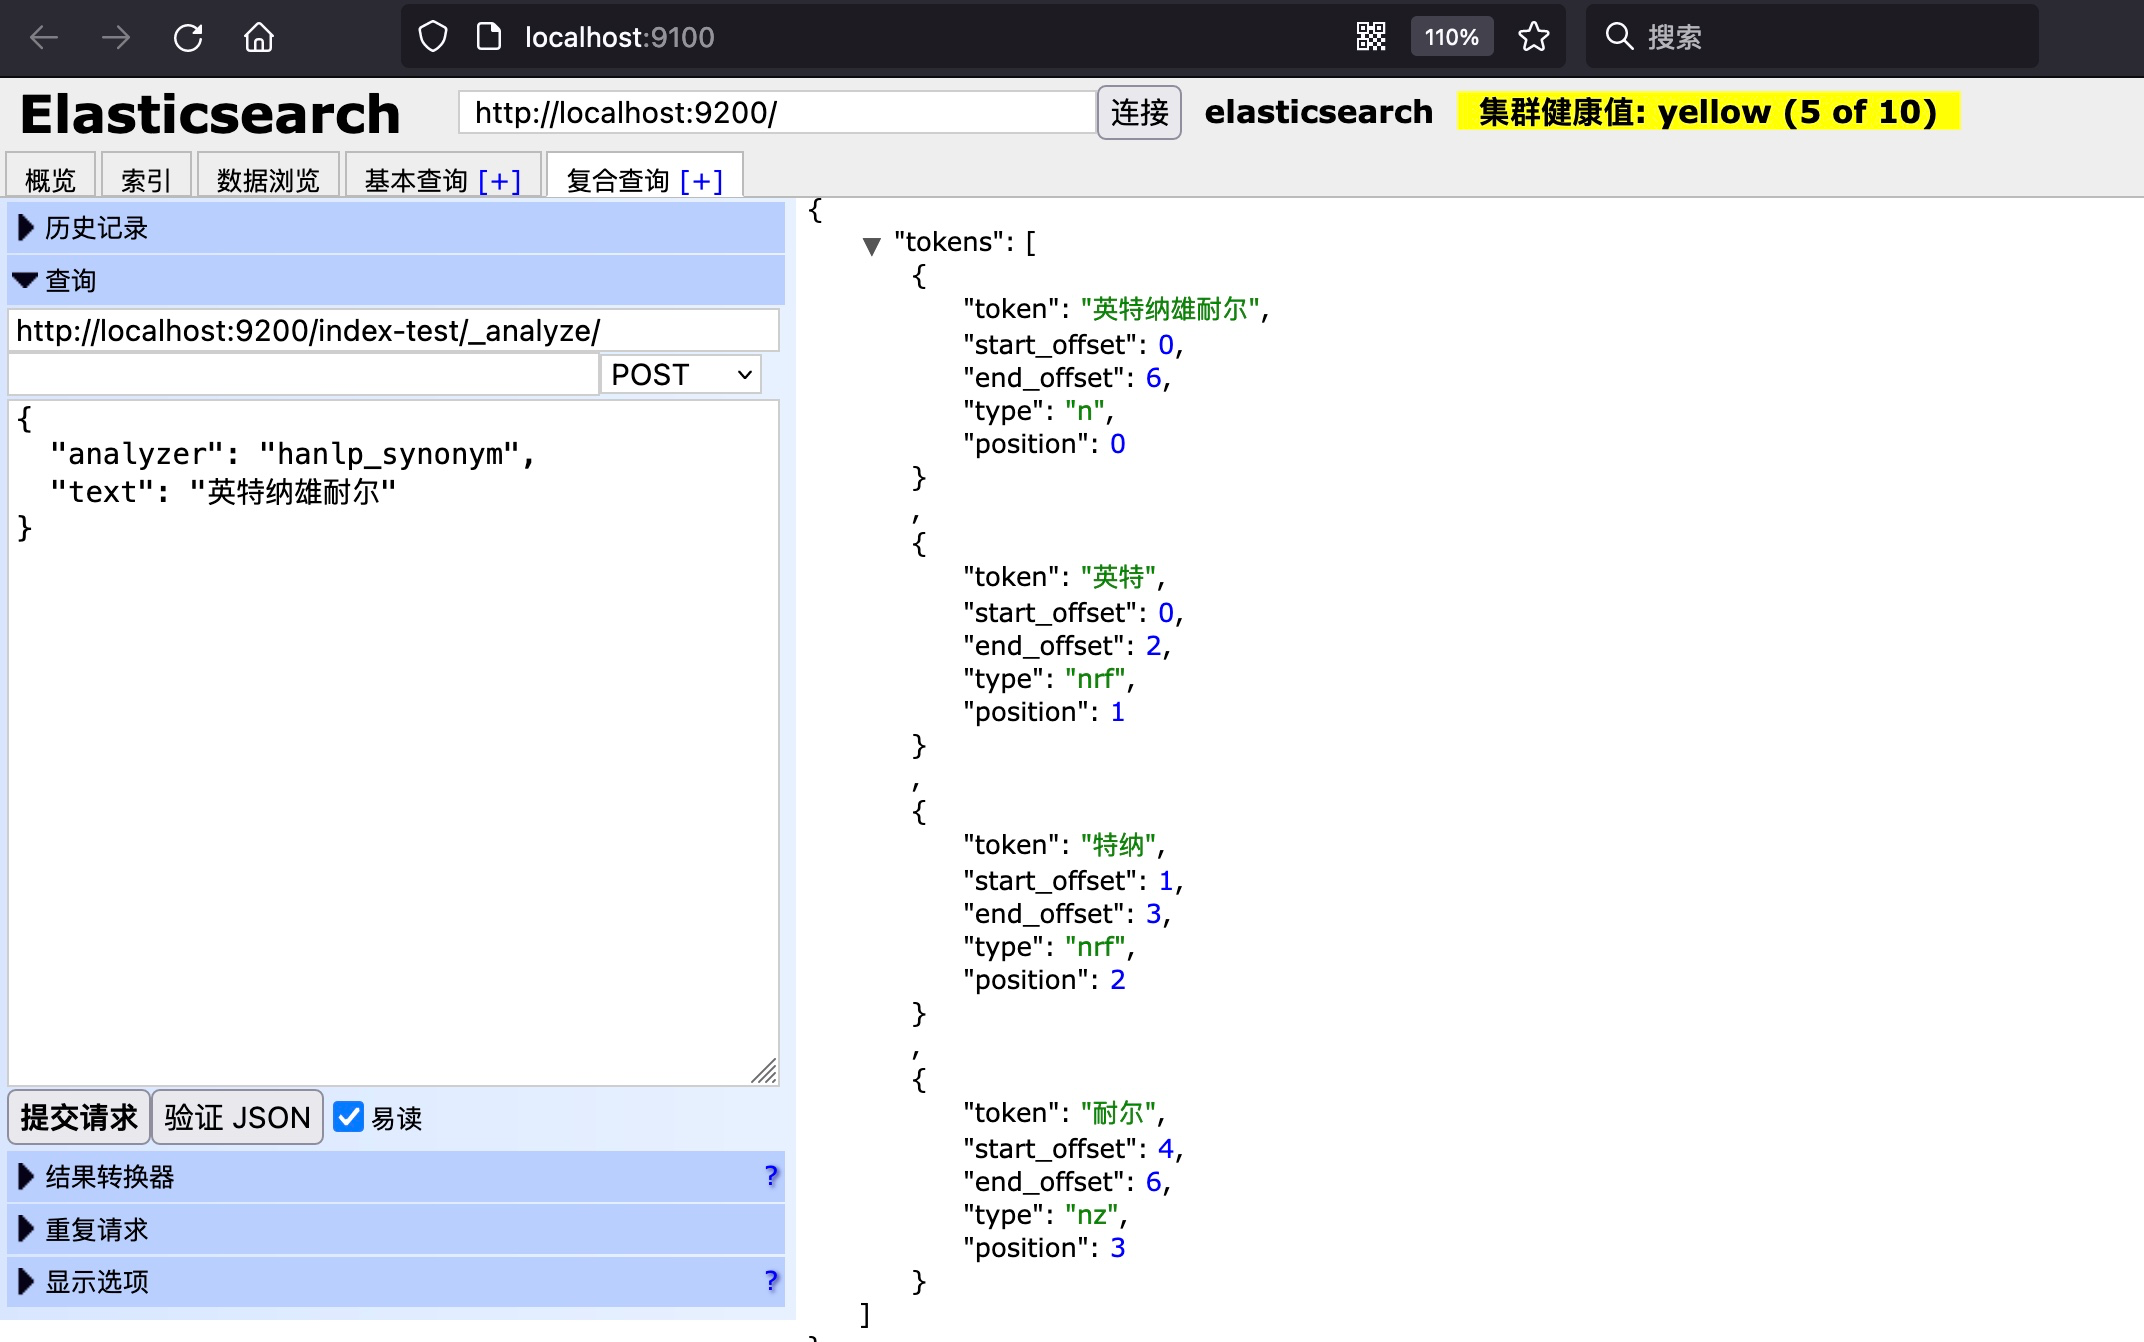 localhost:9100
110%
搜索
Elasticsearch
http://localhost:9200/
连接
elasticsearch
集群健康值: yellow (5 of 10)
概览
索引
数据浏览
基本查询 [+]
复合查询 [+]
历史记录
查询
http://localhost:9200/index-test/_analyze/
POST
{
"analyzer": "hanlp_synonym",
"text": "英特纳雄耐尔"
}
提交请求
验证 JSON
易读
结果转换器 ?
重复请求
显示选项 ?
{
"tokens": [
{
"token": "英特纳雄耐尔",
"start_offset": 0,
"end_offset": 6,
"type": "n",
"position": 0
}
,
{
"token": "英特",
"start_offset": 0,
"end_offset": 2,
"type": "nrf",
"position": 1
}
,
{
"token": "特纳",
"start_offset": 1,
"end_offset": 3,
"type": "nrf",
"position": 2
}
,
{
"token": "耐尔",
"start_offset": 4,
"end_offset": 6,
"type": "nz",
"position": 3
}
]
}